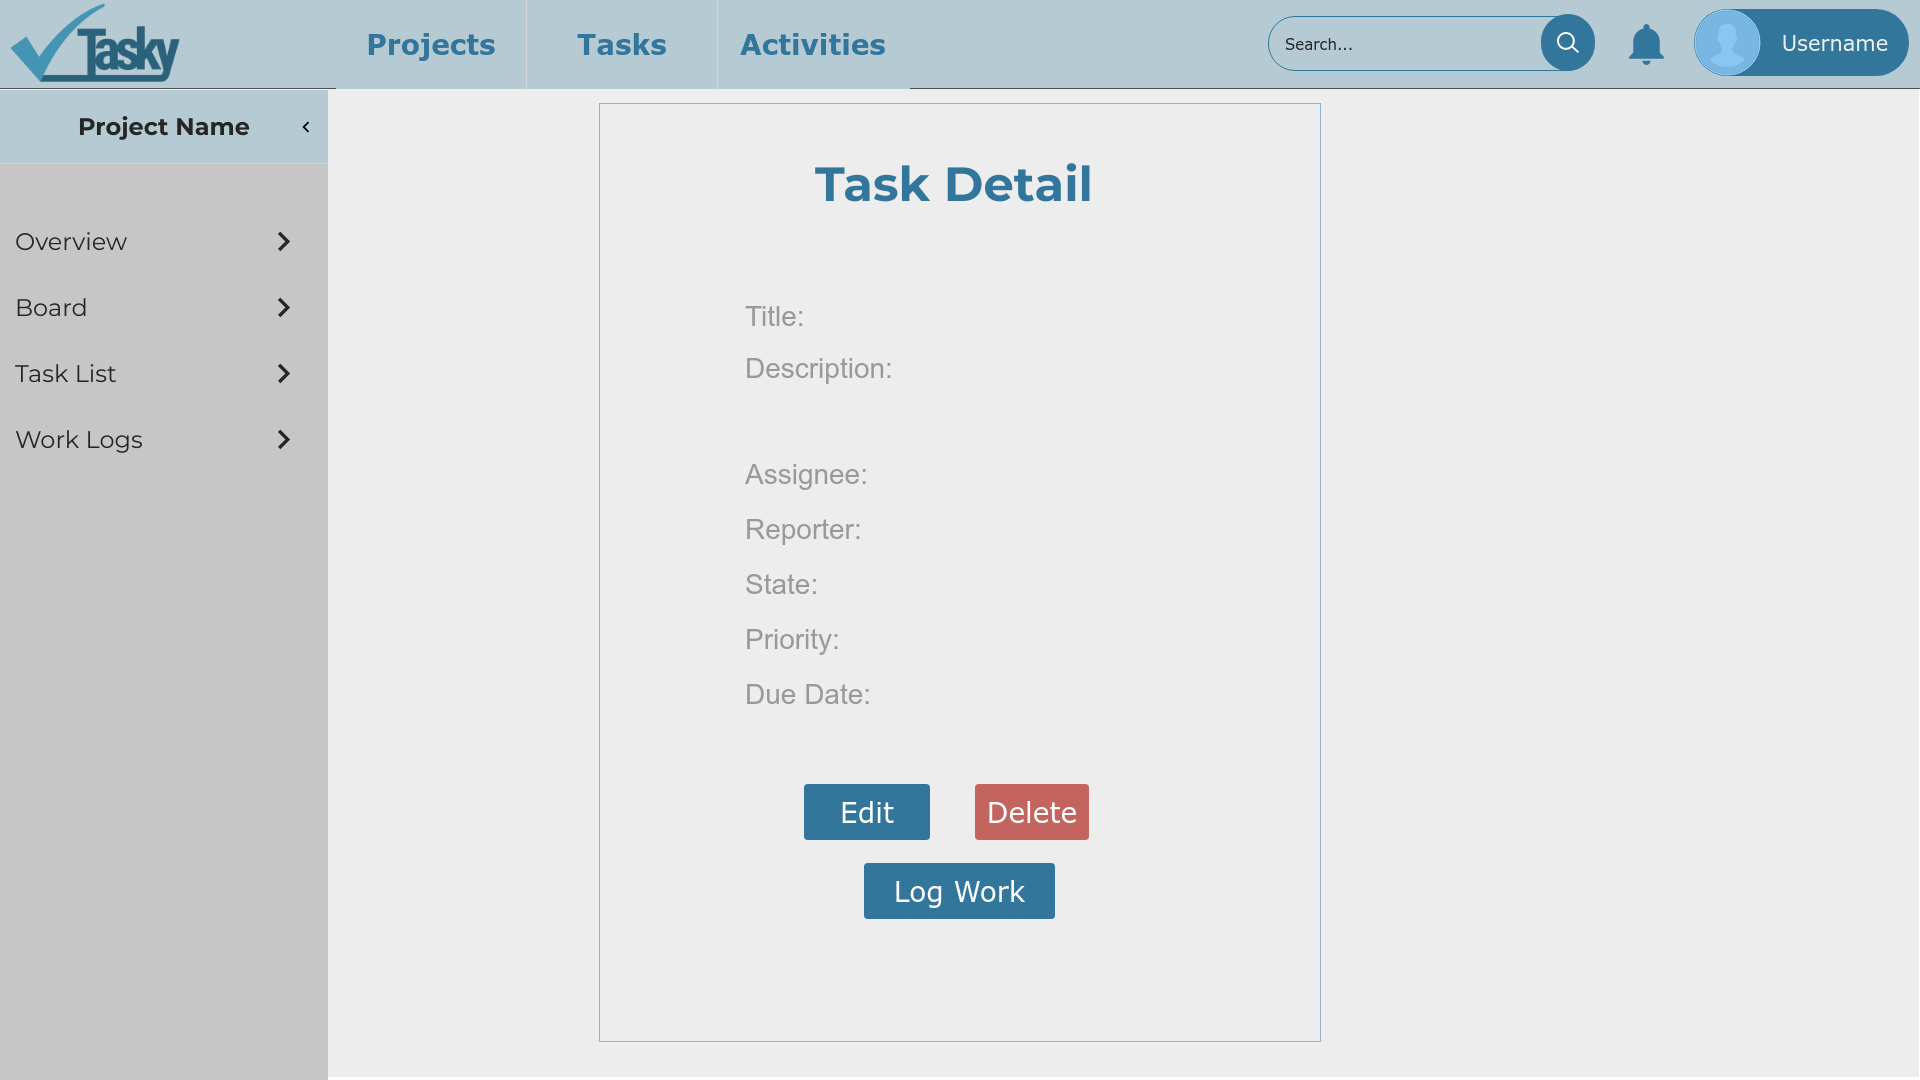 Tasky
Projects
Tasks
Activities
Search...
Username
Project Name
Overview
Board
Task List
Work Logs
Task Detail
Title:
Description:
Assignee:
Reporter:
State:
Priority:
Due Date:
Edit
Delete
Log Work